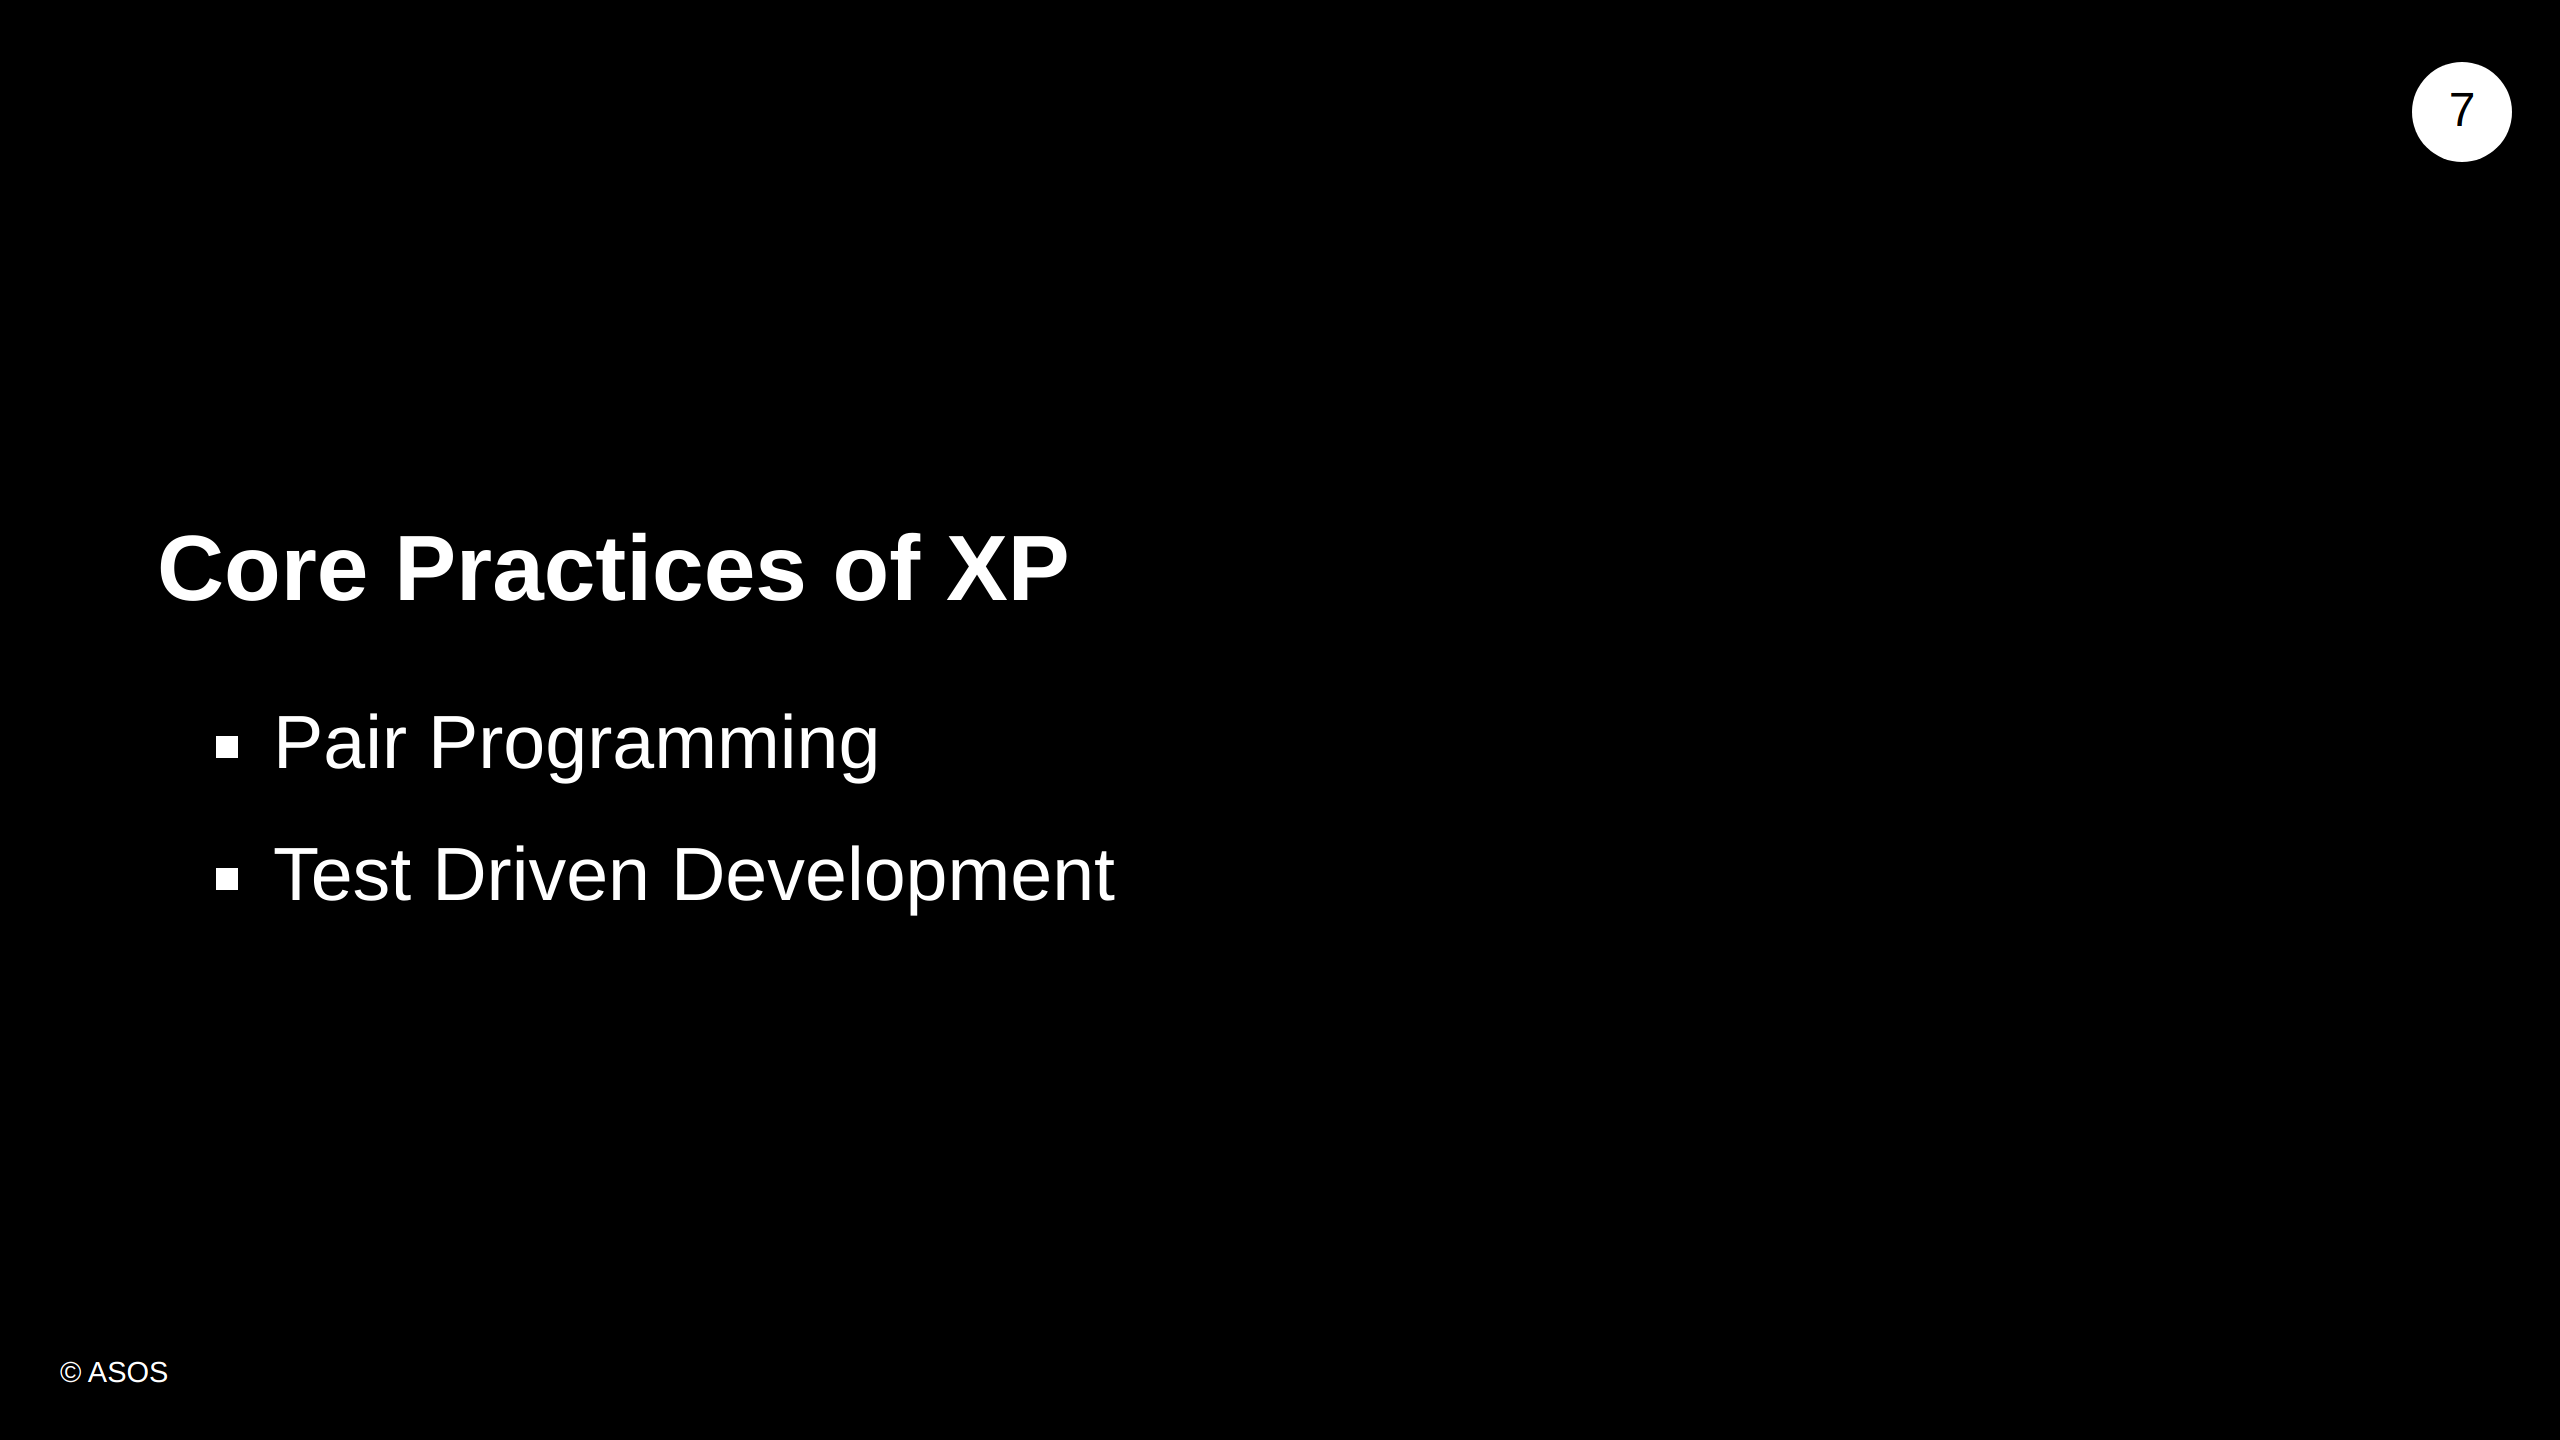 7
Core Practices of XP
▪ Pair Programming
▪ Test Driven Development
© ASOS